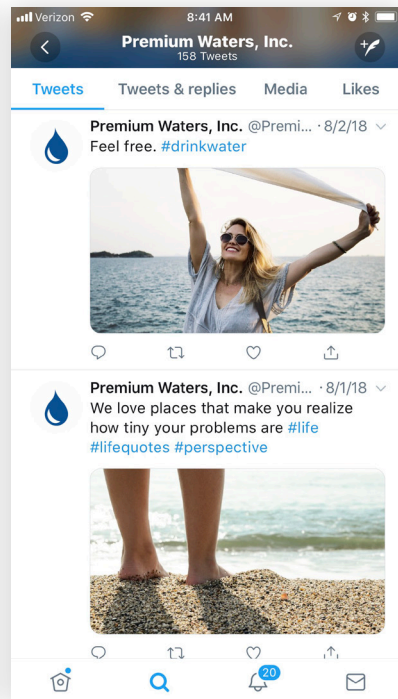 Verizon 8:41 AM
Premium Waters, Inc.
158 Tweets
Tweets Tweets & replies Media Likes
Premium Waters, Inc. @Premi... · 8/2/18
Feel free. #drinkwater
Premium Waters, Inc. @Premi... · 8/1/18
We love places that make you realize
how tiny your problems are #life
#lifequotes #perspective
20